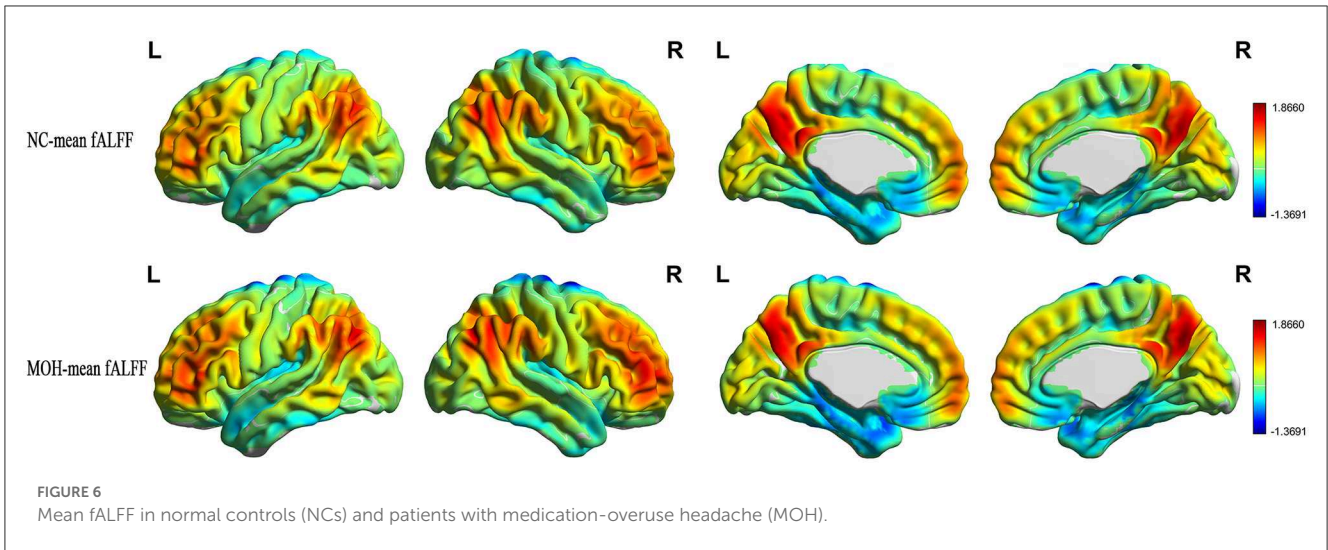 L R L R
NC-mean fALFF
1.8660
-1.3691
L R L R
MOH-mean fALFF
1.8660
-1.3691
FIGURE 6
Mean fALFF in normal controls (NCs) and patients with medication-overuse headache (MOH).